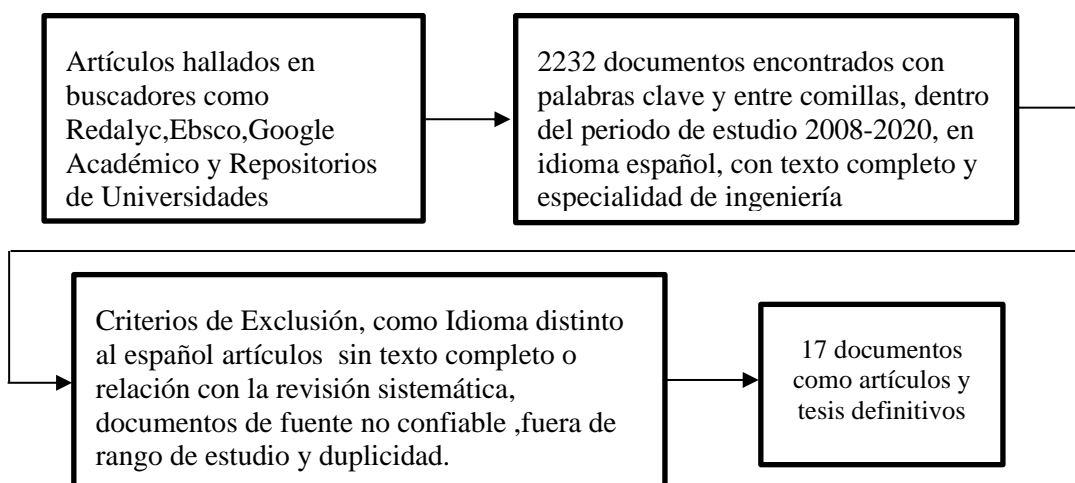 Artículos hallados en
buscadores como
Redalyc,Ebsco,Google
Académico y Repositorios
de Universidades
2232 documentos encontrados con
palabras clave y entre comillas, dentro
del periodo de estudio 2008-2020, en
idioma español, con texto completo y
especialidad de ingeniería
Criterios de Exclusión, como Idioma distinto
al español artículos  sin texto completo o
relación con la revisión sistemática,
documentos de fuente no confiable ,fuera de
rango de estudio y duplicidad.
17 documentos
como artículos y
tesis definitivos